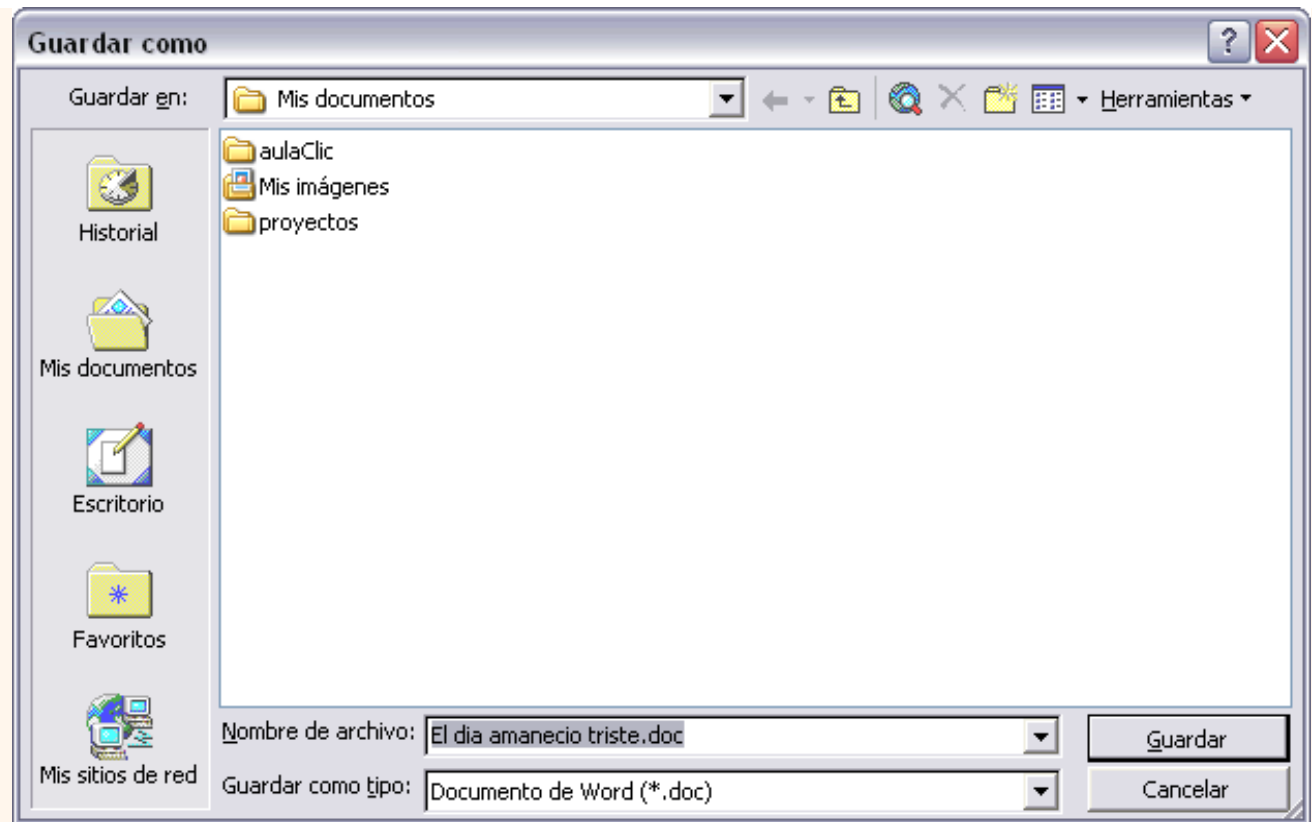 Guardar como
Guardar en:
Mis documentos
Herramientas
aulaClic
Mis imágenes
proyectos
Historial
Mis documentos
Escritorio
Favoritos
Mis sitios de red
Nombre de archivo:
El dia amanecio triste.doc
Guardar
Guardar como tipo:
Documento de Word (*.doc)
Cancelar